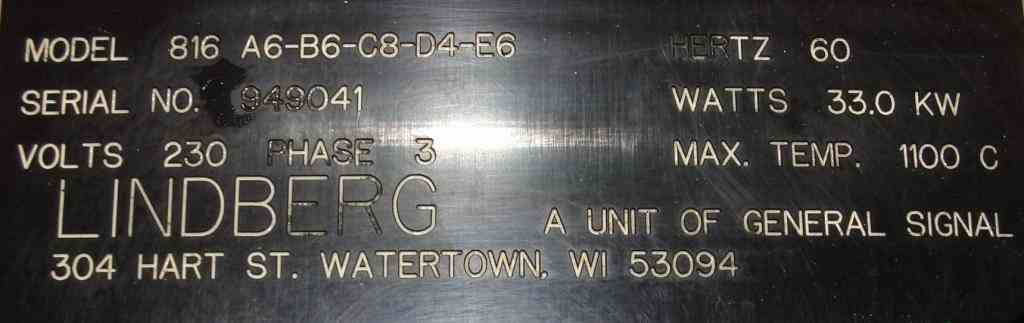 MODEL 816 A6-B6-C8-D4-E6 HERTZ 60
SERIAL NO. 949041 WATTS 33.0 KW
VOLTS 230 PHASE 3 MAX. TEMP. 1100 C
LINDBERG A UNIT OF GENERAL SIGNAL
304 HART ST. WATERTOWN, WI 53094